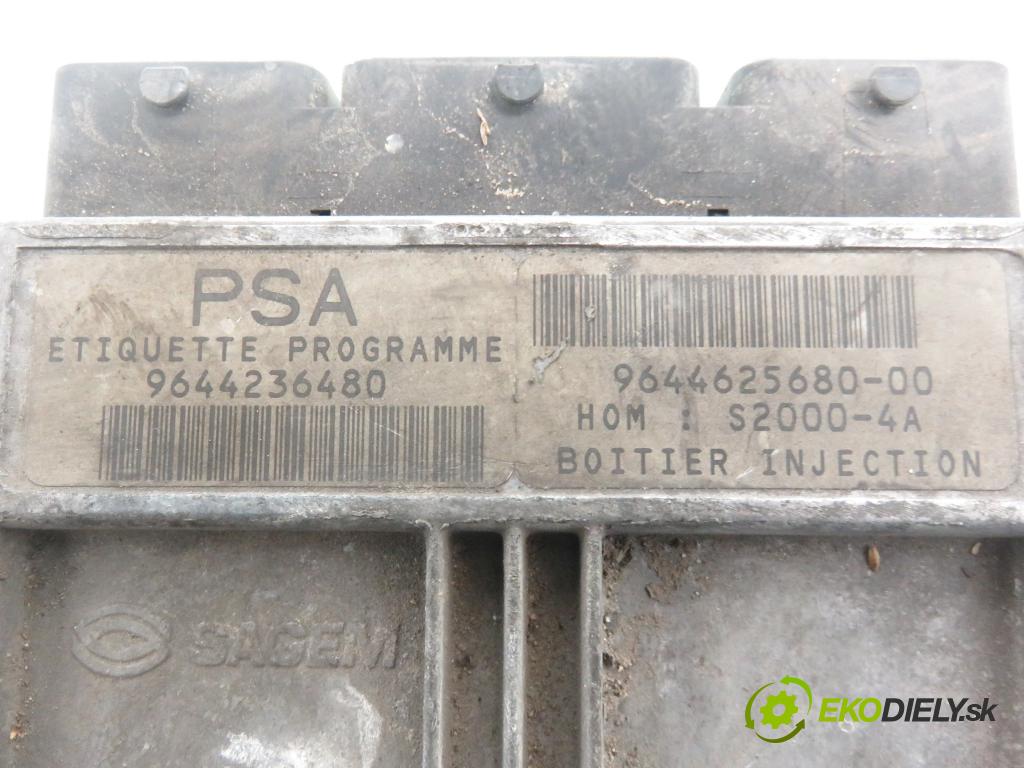 PSA
ETIQUETTE PROGRAMME
9644236480
9644625680-00
HOM : S2000-4A
BOITIER INJECTION
SAGEM
EKODIELY.sk